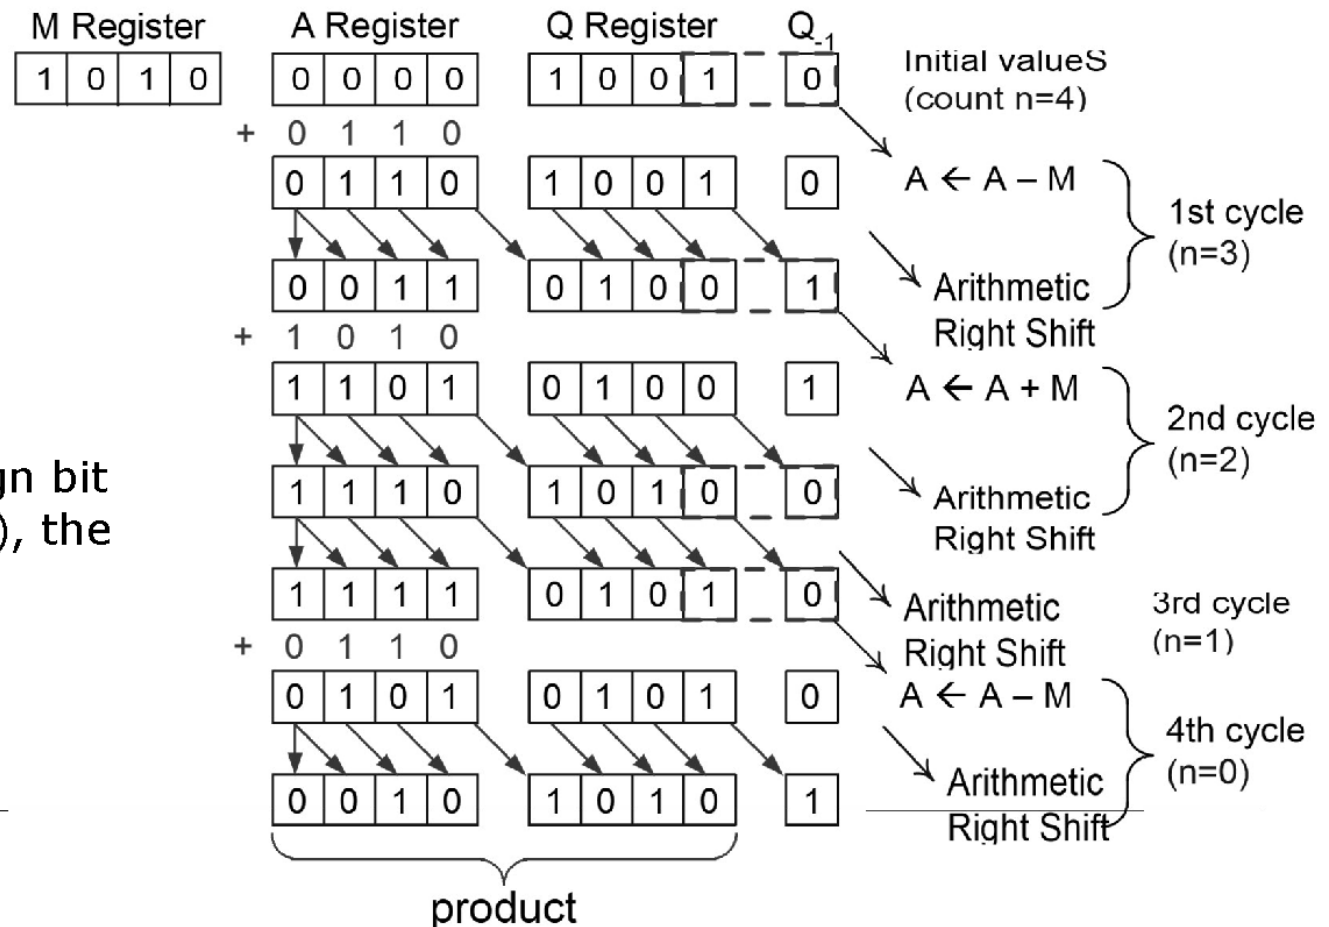 M Register A Register Q Register Q-1
1 0 1 0 0 0 0 0 1 0 0 1 0 Initial valueS
(count n=4)
+ 0 1 1 0
0 1 1 0 1 0 0 1 0 A ← A – M
1st cycle
(n=3)
0 0 1 1 0 1 0 0 1 Arithmetic
Right Shift
+ 1 0 1 0
1 1 0 1 0 1 0 0 1 A ← A + M
2nd cycle
(n=2)
gn bit
1 1 1 0 1 0 1 0 0 Arithmetic
Right Shift
), the
1 1 1 1 0 1 0 1 0 Arithmetic
Right Shift
3rd cycle
(n=1)
+ 0 1 1 0
0 1 0 1 0 1 0 1 0 A ← A – M
4th cycle
(n=0)
0 0 1 0 1 0 1 0 1 Arithmetic
Right Shift
product